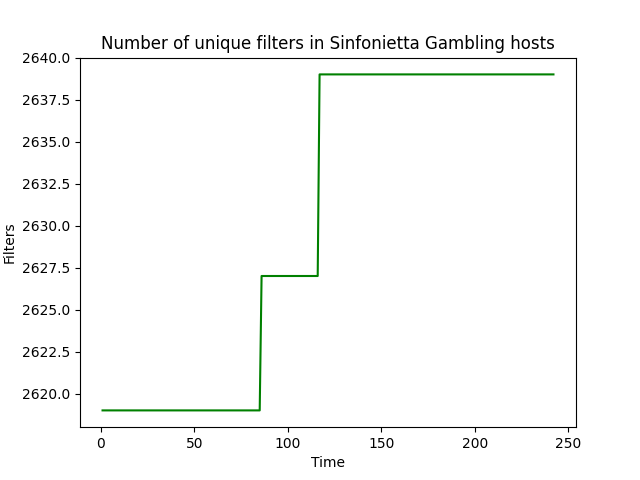 Number of unique filters in Sinfonietta Gambling hosts
2640.0
2637.5
2635.0
2632.5
2630.0
2627.5
2625.0
2622.5
2620.0
Filters
0 50 100 150 200 250
Time